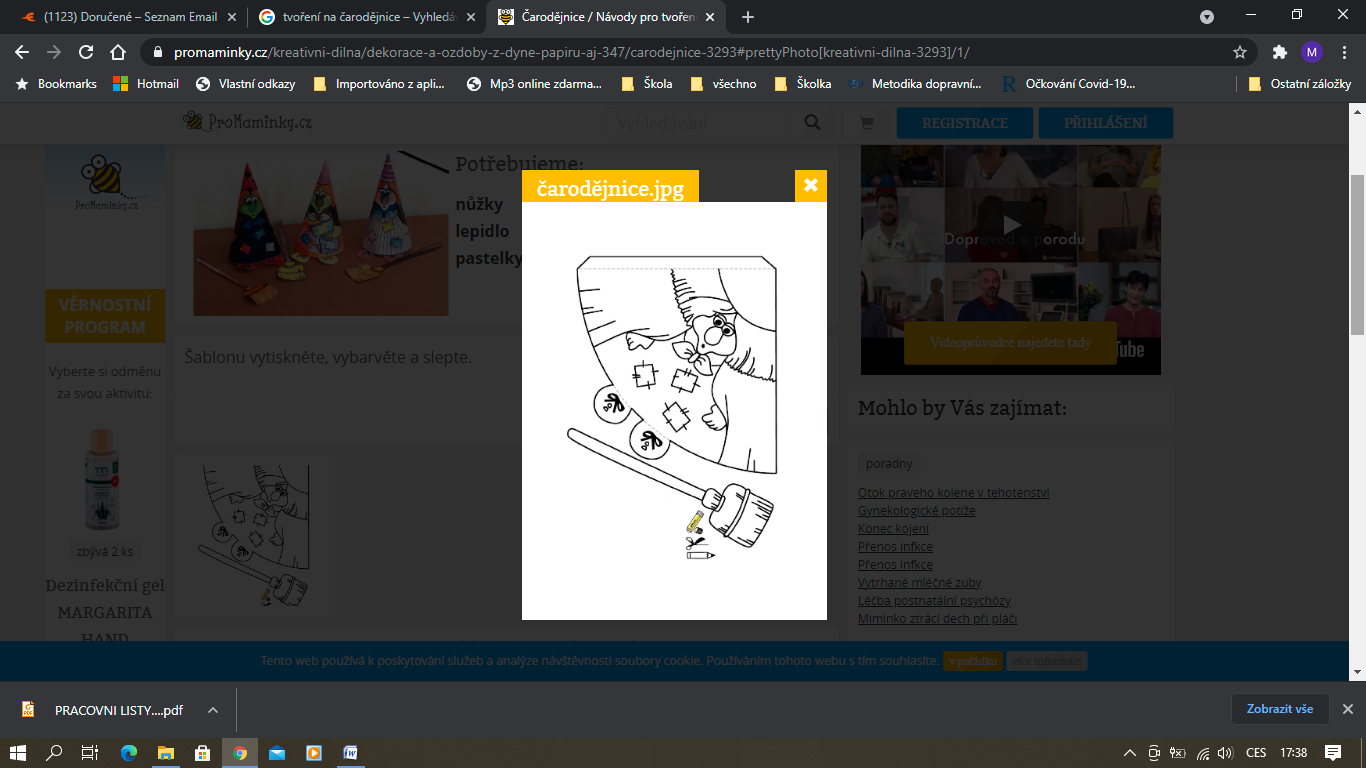 (1123) Doručené – Seznam Email
tvoření na čarodějnice – Vyhledáv
Čarodějnice / Návody pro tvoření
promaminky.cz/kreativni-dilna/dekorace-a-ozdoby-z-dyne-papiru-aj-347/carodejnice-3293#prettyPhoto[kreativni-dilna-3293]/1/
M
Bookmarks
Hotmail
Vlastní odkazy
Importováno z apli...
Mp3 online zdarma...
Škola
všechno
Školka
Metodika dopravní...
Očkování Covid-19...
Ostatní záložky
ProMaminky.cz
Vyhledávání
REGISTRACE
PŘIHLÁŠENÍ
ProMaminky.cz
VĚRNOSTNÍ
PROGRAM
Vyberte si odměnu
za svou aktivitu:
zbývá 2 ks
Dezinfekční gel
MARGARITA
HAND
Potřebujeme:
nůžky
lepidlo
pastelky
Šablonu vytiskněte, vybarvěte a slepte.
čarodějnice.jpg
Doprovod u porodu
Videoprůvodce najedete tady
Tube
Mohlo by Vás zajímat:
poradny
Otok praveho kolene v tehotenstvi
Gynekologické potíže
Konec kojení
Přenos infkce
Přenos infkce
Vytrhané mléčné zuby
Léčba postnatální psychózy
Miminko ztrácí dech při pláči
Tento web používá k poskytování služeb a analýze návštěvnosti soubory cookie. Používáním tohoto webu s tím souhlasíte.
v pořádku
více informací
PRACOVNI LISTY....pdf
Zobrazit vše
CES
17:38